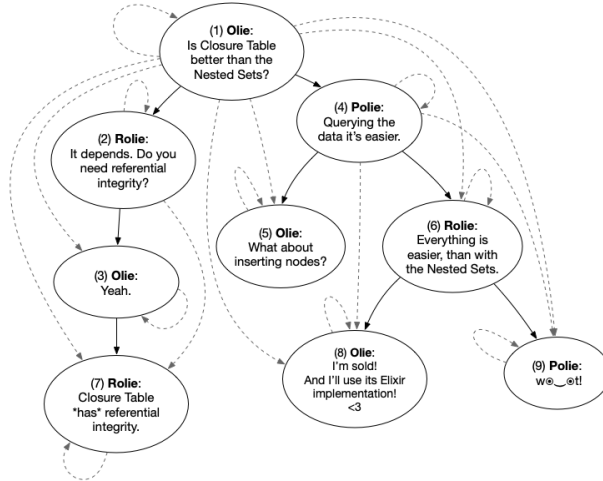 (1) Olie:
Is Closure Table
better than the
Nested Sets?
(2) Rolie:
It depends. Do you
need referential
integrity?
(4) Polie:
Querying the
data it's easier.
(3) Olie:
Yeah.
(5) Olie:
What about
inserting nodes?
(6) Rolie:
Everything is
easier, than with
the Nested Sets.
(7) Rolie:
Closure Table
*has* referential
integrity.
(8) Olie:
I'm sold!
And I'll use its Elixir
implementation!
<3
(9) Polie:
w◉‿◉t!